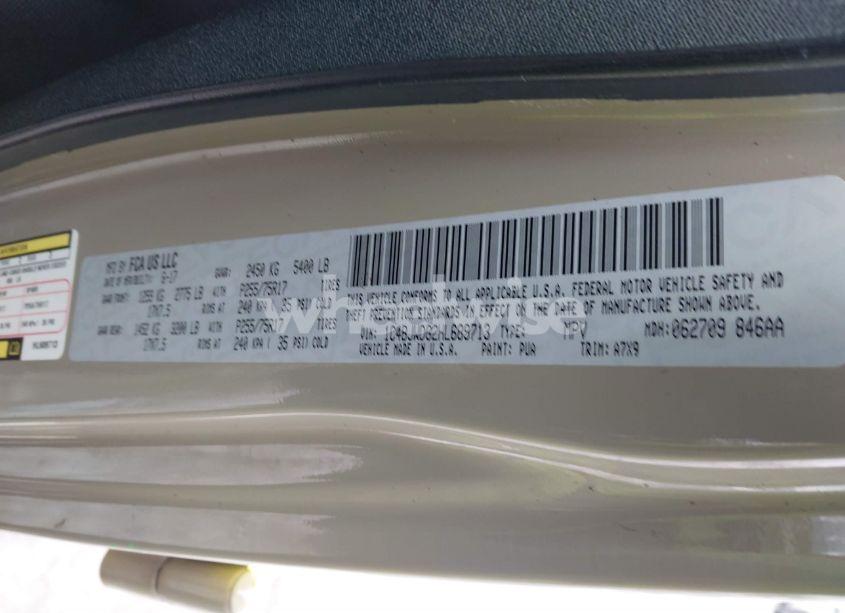 MFD BY FCA US LLC
DATE OF MFR 6-17
GVWR: 2450 KG 5400 LB
GAWR FRONT: 1259 KG 2775 LB WITH P255/75R17 TIRES
17X7.5 RIMS AT 240 KPA ( 35 PSI) COLD
GAWR REAR: 1452 KG 3200 LB WITH P255/75R17 TIRES
17X7.5 RIMS AT 240 KPA ( 35 PSI) COLD
THIS VEHICLE CONFORMS TO ALL APPLICABLE U.S.A. FEDERAL MOTOR VEHICLE SAFETY AND
THEFT PREVENTION STANDARDS IN EFFECT ON THE DATE OF MANUFACTURE SHOWN ABOVE.
VIN: TYPE: MPV MDH: 062709 846AA
VEHICLE MADE IN U.S.A. PAINT: PUA TRIM: A7X9